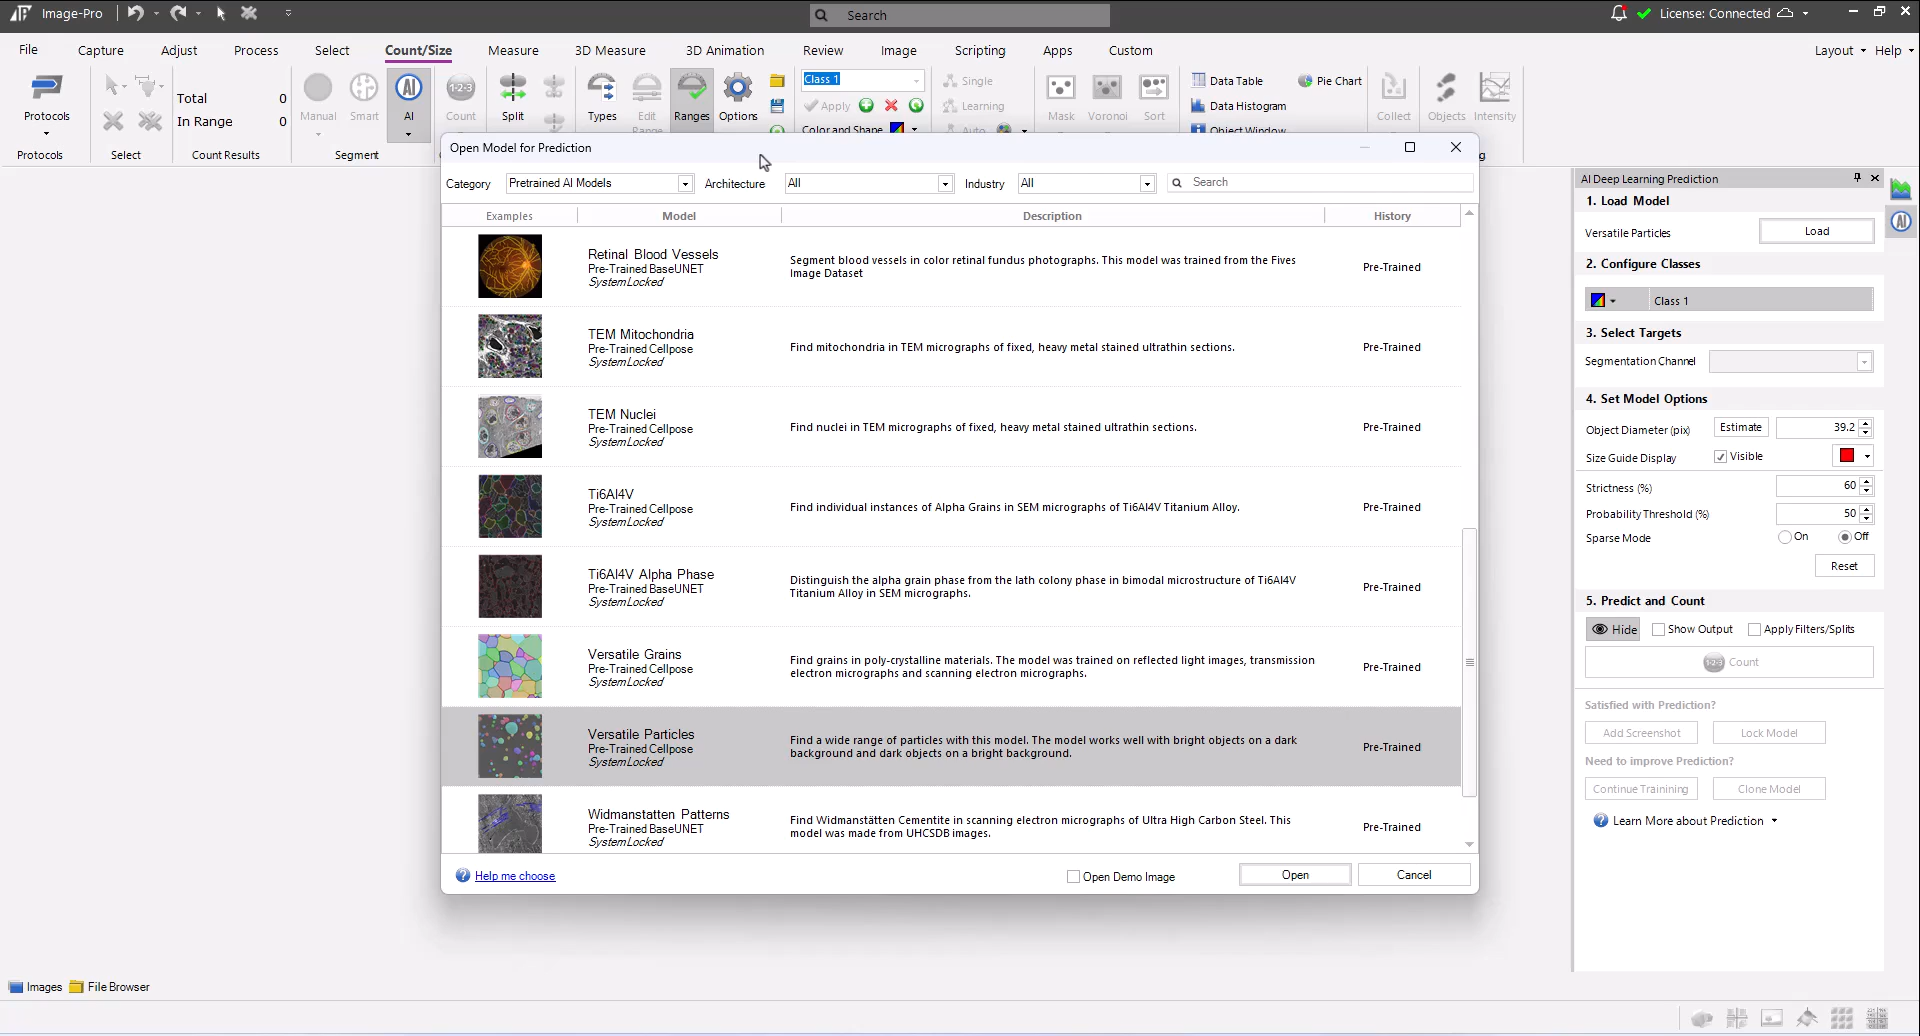 Image-Pro
Search
License: Connected
File
Capture
Adjust
Process
Select
Count/Size
Measure
3D Measure
3D Animation
Review
Image
Scripting
Apps
Custom
Layout
Help
Protocols
Protocols
Select
Total 0
In Range 0
Count Results
Manual
Smart
AI
Segment
1-2-3
Count
Split
Types
Edit
Range
Ranges
Options
Class 1
Apply
Color and Shape
Single
Learning
Auto
Mask
Voronoi
Sort
Data Table
Pie Chart
Data Histogram
Object Window
Collect
Objects
Intensity
Open Model for Prediction
Category Pretrained AI Models Architecture All Industry All Search
Examples Model Description History
Retinal Blood Vessels
Pre-Trained BaseUNET
SystemLocked
Segment blood vessels in color retinal fundus photographs. This model was trained from the Fives
Image Dataset
Pre-Trained
TEM Mitochondria
Pre-Trained Cellpose
SystemLocked
Find mitochondria in TEM micrographs of fixed, heavy metal stained ultrathin sections.
Pre-Trained
TEM Nuclei
Pre-Trained Cellpose
SystemLocked
Find nuclei in TEM micrographs of fixed, heavy metal stained ultrathin sections.
Pre-Trained
Ti6Al4V
Pre-Trained Cellpose
SystemLocked
Find individual instances of Alpha Grains in SEM micrographs of Ti6Al4V Titanium Alloy.
Pre-Trained
Ti6Al4V Alpha Phase
Pre-Trained BaseUNET
SystemLocked
Distinguish the alpha grain phase from the lath colony phase in bimodal microstructure of Ti6Al4V
Titanium Alloy in SEM micrographs.
Pre-Trained
Versatile Grains
Pre-Trained Cellpose
SystemLocked
Find grains in poly-crystalline materials. The model was trained on reflected light images, transmission
electron micrographs and scanning electron micrographs.
Pre-Trained
Versatile Particles
Pre-Trained Cellpose
SystemLocked
Find a wide range of particles with this model. The model works well with bright objects on a dark
background and dark objects on a bright background.
Pre-Trained
Widmanstatten Patterns
Pre-Trained BaseUNET
SystemLocked
Find Widmanstätten Cementite in scanning electron micrographs of Ultra High Carbon Steel. This
model was made from UHCSDB images.
Pre-Trained
Help me choose
Open Demo Image
Open
Cancel
AI Deep Learning Prediction
AI
1. Load Model
Versatile Particles Load
2. Configure Classes
Class 1
3. Select Targets
Segmentation Channel
4. Set Model Options
Object Diameter (pix) Estimate 39.2
Size Guide Display Visible
Strictness (%) 60
Probability Threshold (%) 50
Sparse Mode On Off
Reset
5. Predict and Count
Hide Show Output Apply Filters/Splits
1-2-3 Count
Satisfied with Prediction?
Add Screenshot Lock Model
Need to improve Prediction?
Continue Trainining Clone Model
Learn More about Prediction
Images File Browser